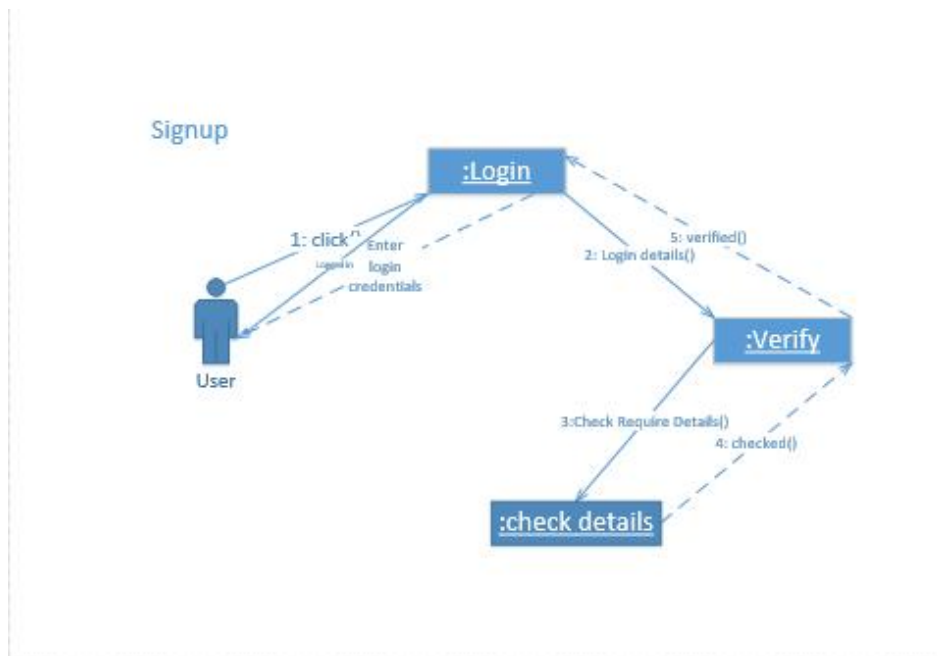 Signup
:Login
1: click()
Enter
login
credentials
5: verified()
2: Login details()
:Verify
User
3:Check Require Details()
4: checked()
:check details